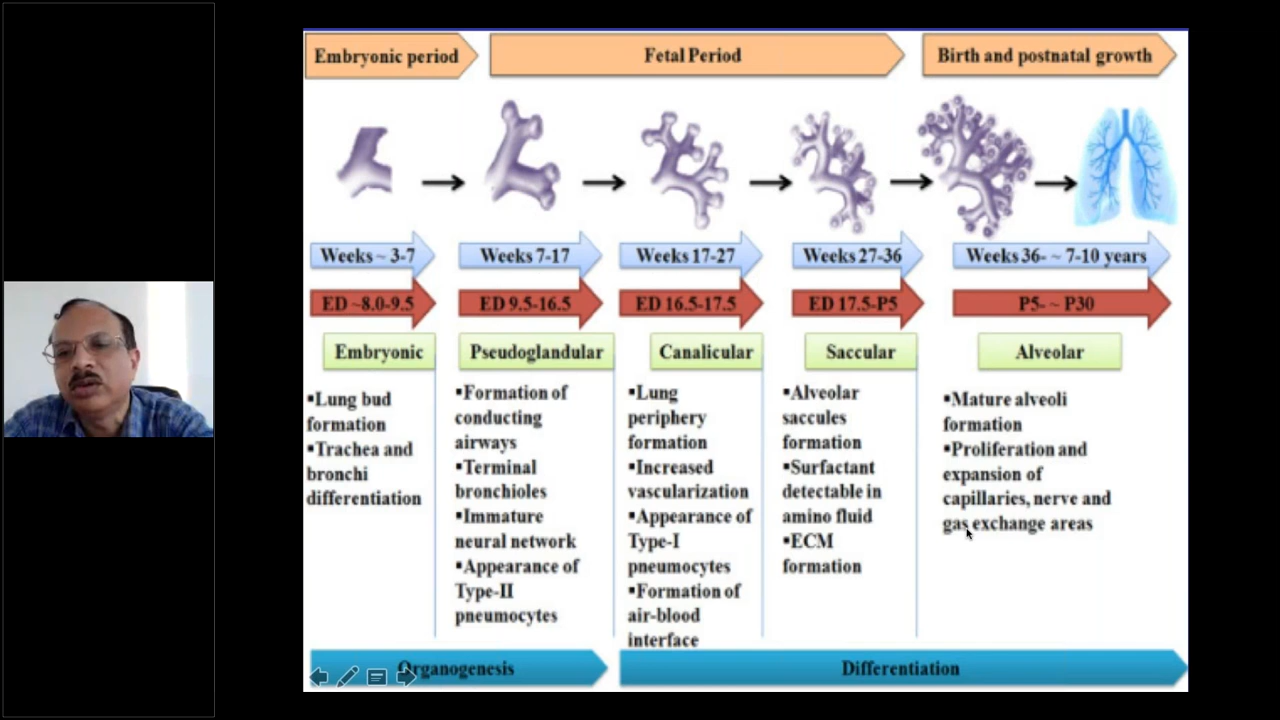 Embryonic period
Fetal Period
Birth and postnatal growth
Weeks ~ 3-7
Weeks 7-17
Weeks 17-27
Weeks 27-36
Weeks 36- ~ 7-10 years
ED ~8.0-9.5
ED 9.5-16.5
ED 16.5-17.5
ED 17.5-P5
P5- ~ P30
Embryonic
Pseudoglandular
Canalicular
Saccular
Alveolar
▪Lung bud
formation
▪Trachea and
bronchi
differentiation
▪Formation of
conducting
airways
▪Terminal
bronchioles
▪Immature
neural network
▪Appearance of
Type-II
pneumocytes
▪Lung
periphery
formation
▪Increased
vascularization
▪Appearance of
Type-I
pneumocytes
▪Formation of
air-blood
interface
▪Alveolar
saccules
formation
▪Surfactant
detectable in
amino fluid
▪ECM
formation
▪Mature alveoli
formation
▪Proliferation and
expansion of
capillaries, nerve and
gas exchange areas
Organogenesis
Differentiation